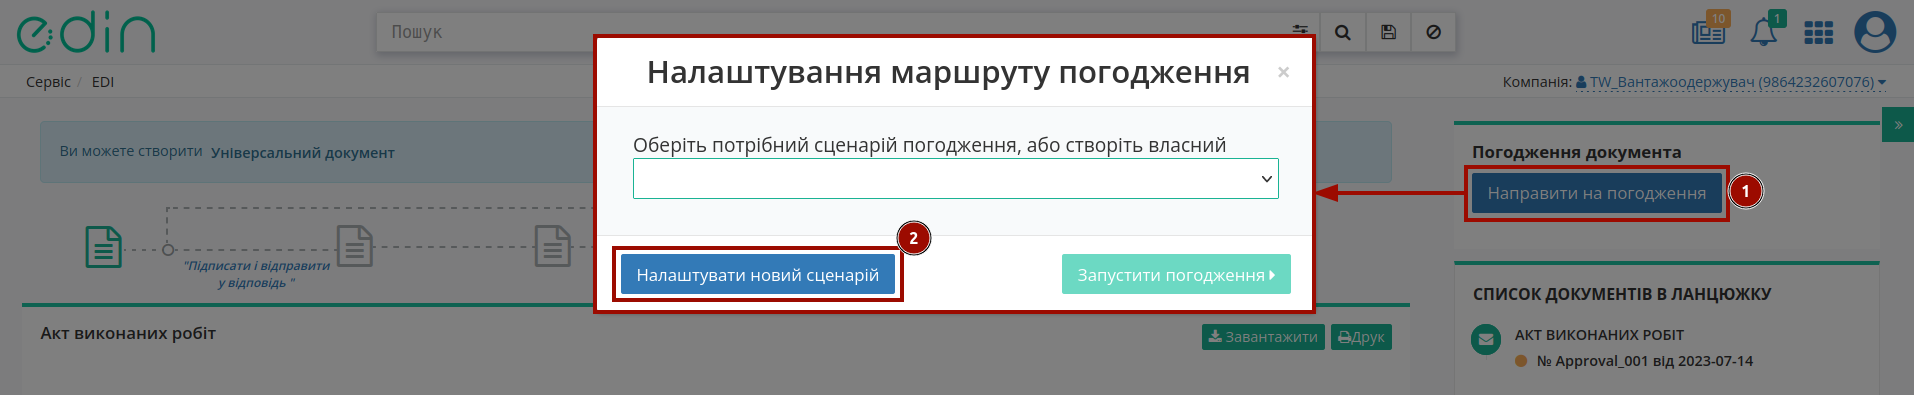 edin
Пошук
10
1
Сервіс / EDI
Компанія: TW_Вантажоодержувач (9864232607076)
Налаштування маршруту погодження
×
Оберіть потрібний сценарій погодження, або створіть власний
Налаштувати новий сценарій
2
Запустити погодження
Ви можете створити Універсальний документ
"Підписати і відправити
у відповідь "
Акт виконаних робіт
Завантажити
Друк
»
Погодження документа
Направити на погодження
1
СПИСОК ДОКУМЕНТІВ В ЛАНЦЮЖКУ
АКТ ВИКОНАНИХ РОБІТ
№ Approval_001 від 2023-07-14